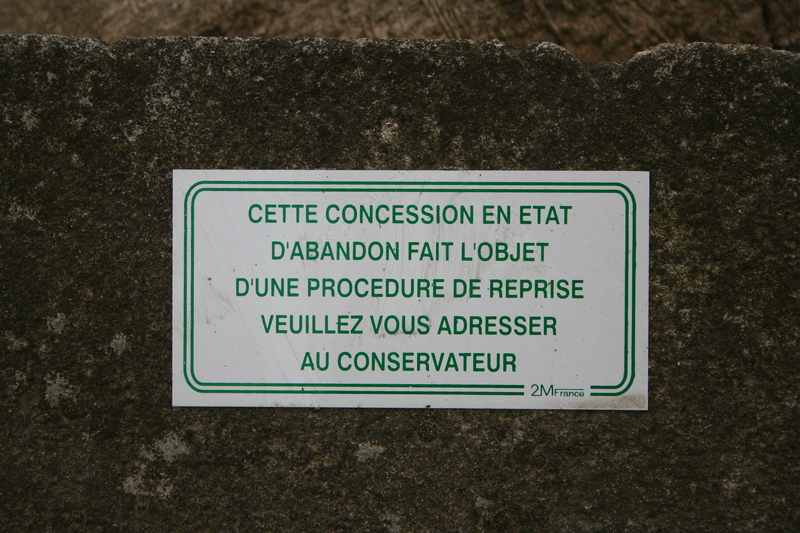 CETTE CONCESSION EN ETAT
D'ABANDON FAIT L'OBJET
D'UNE PROCEDURE DE REPRISE
VEUILLEZ VOUS ADRESSER
AU CONSERVATEUR
2MFrance